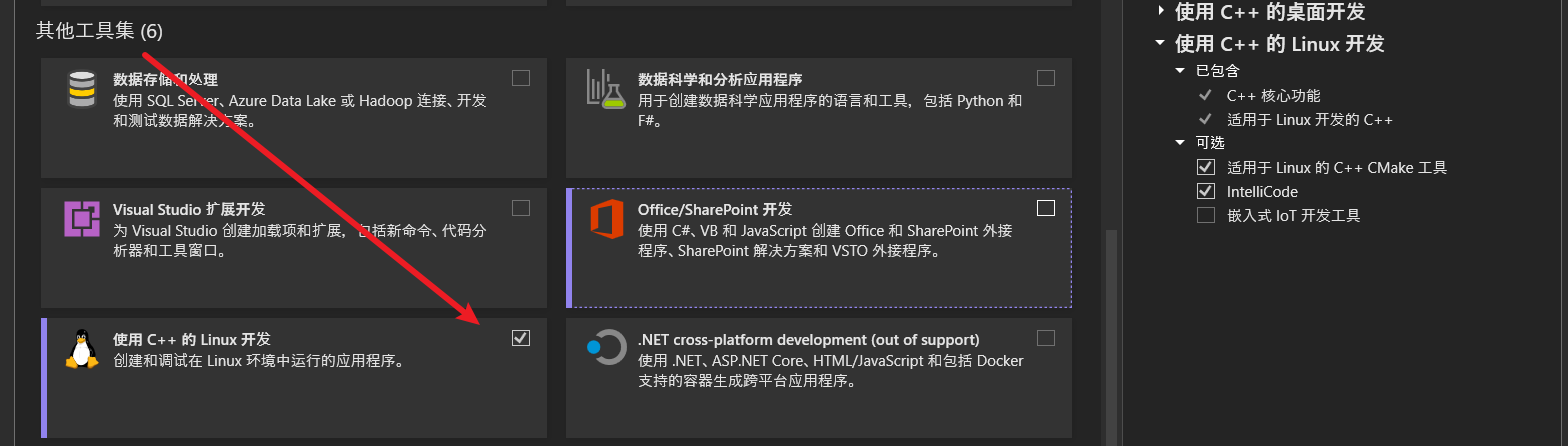 其他工具集 (6)
数据存储和处理
使用 SQL Server、Azure Data Lake 或 Hadoop 连接、开发
和测试数据解决方案。
数据科学和分析应用程序
用于创建数据科学应用程序的语言和工具，包括 Python 和
F#。
Visual Studio 扩展开发
为 Visual Studio 创建加载项和扩展，包括新命令、代码分
析器和工具窗口。
Office/SharePoint 开发
使用 C#、VB 和 JavaScript 创建 Office 和 SharePoint 外接
程序、SharePoint 解决方案和 VSTO 外接程序。
使用 C++ 的 Linux 开发
创建和调试在 Linux 环境中运行的应用程序。
.NET cross-platform development (out of support)
使用 .NET、ASP.NET Core、HTML/JavaScript 和包括 Docker
支持的容器生成跨平台应用程序。
使用 C++ 的桌面开发
使用 C++ 的 Linux 开发
已包含
C++ 核心功能
适用于 Linux 开发的 C++
可选
适用于 Linux 的 C++ CMake 工具
IntelliCode
嵌入式 IoT 开发工具